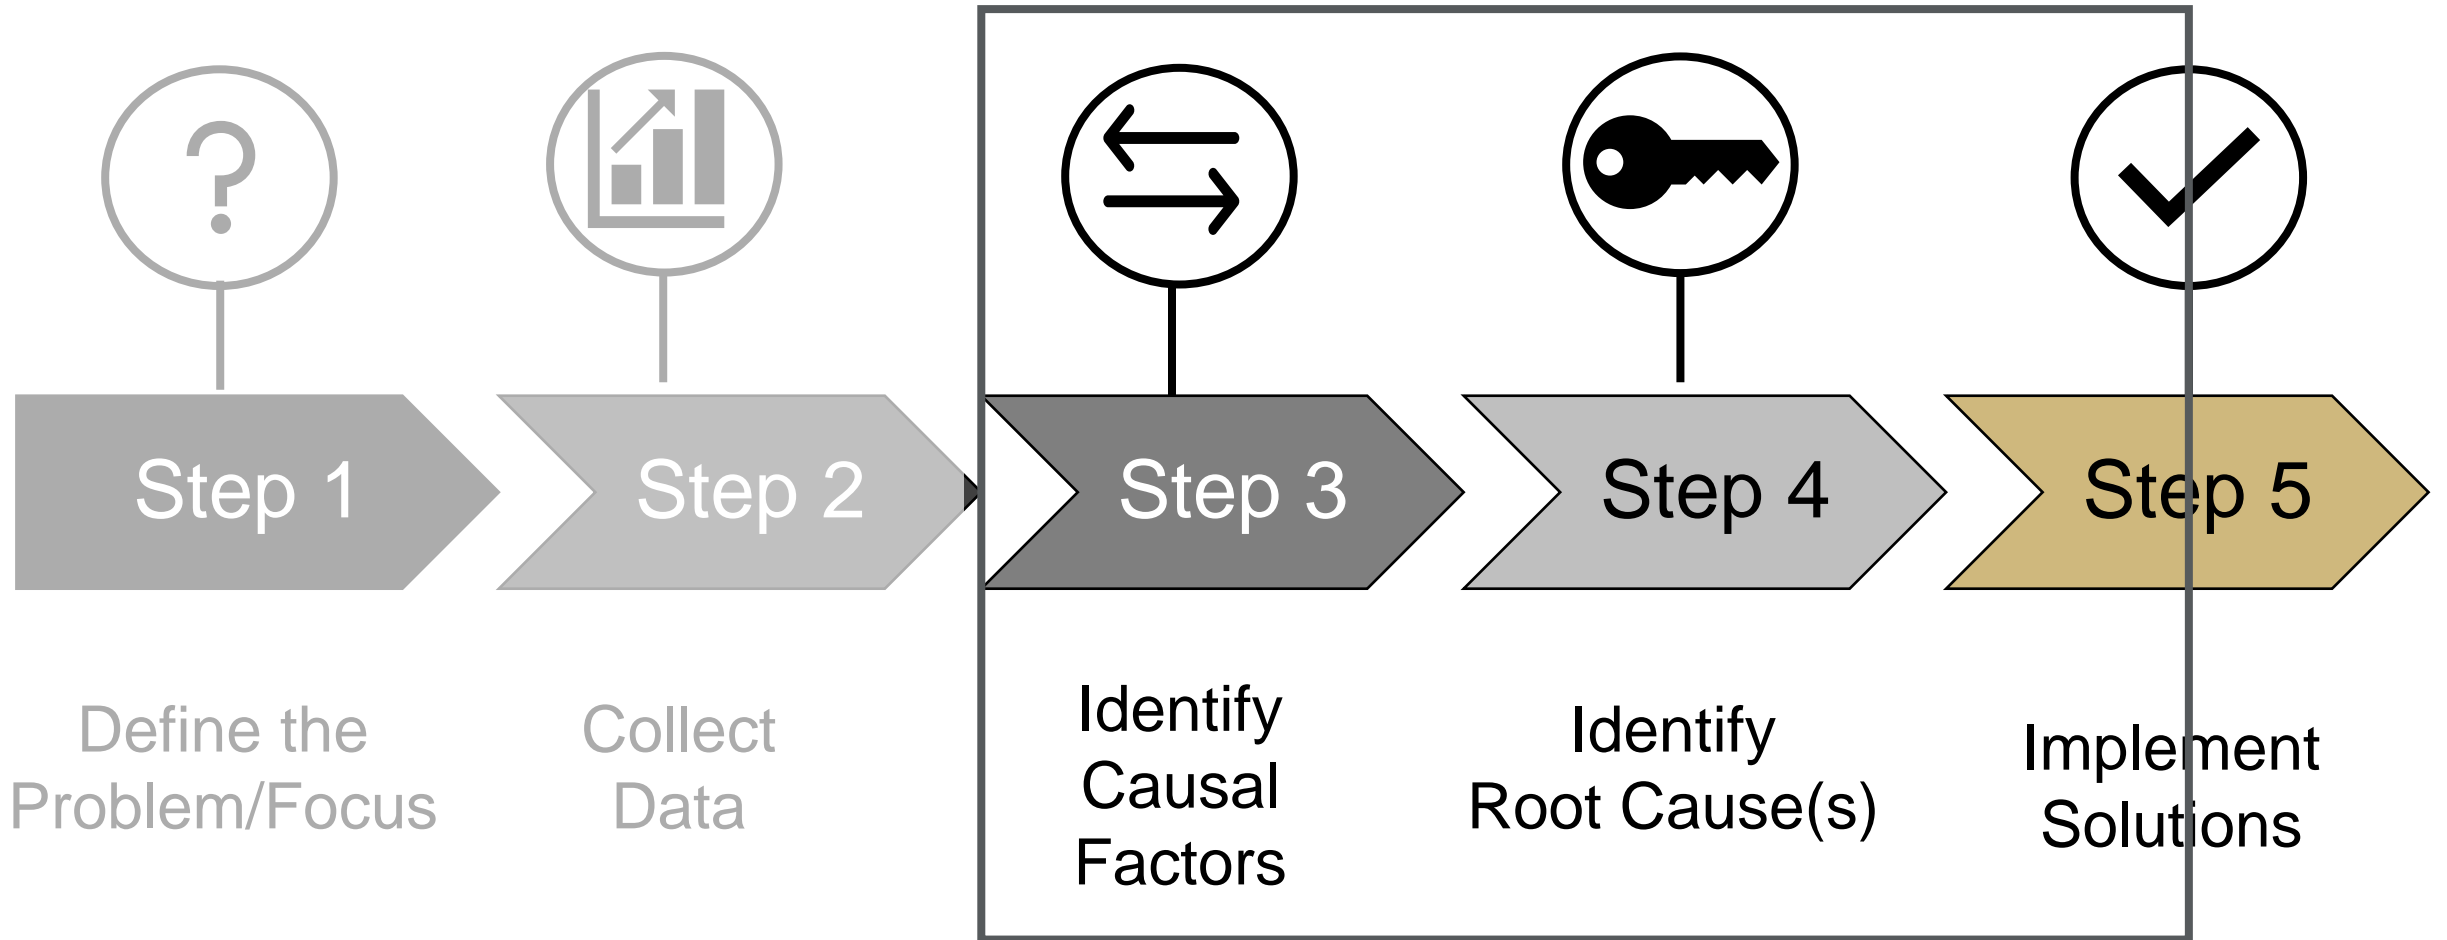 Step 1
Step 2
Step 3
Step 4
Step 5
Define the
Problem/Focus
Collect
Data
Identify
Causal
Factors
Identify
Root Cause(s)
Implement
Solutions